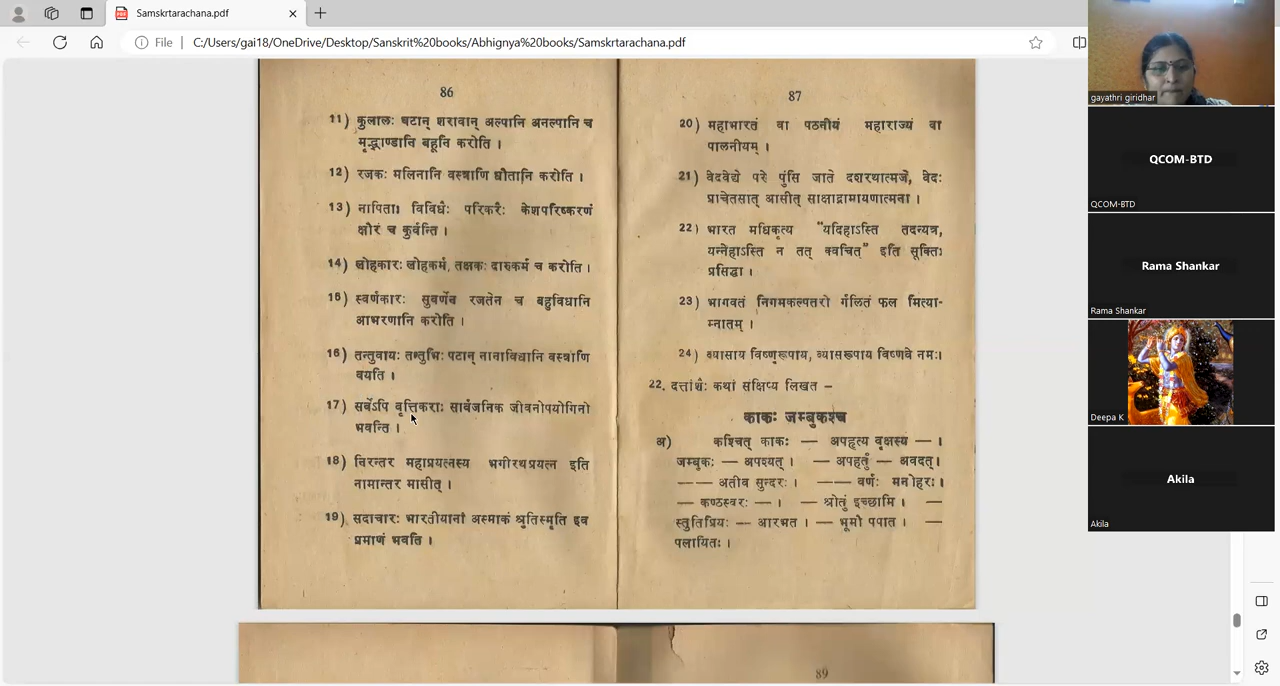 Samskrtarachana.pdf
File
C:/Users/gai18/OneDrive/Desktop/Sanskrit%20books/Abhignya%20books/Samskrtarachana.pdf
86
11) कुलालः घटान् शरावान् अल्पानि अनल्पानि च
मृद्भाण्डानि बहूनि करोति ।
12) रजकः मलिनानि वस्त्राणि धौतानि करोति ।
13) नापिताः विविधैः परिकरैः केशपरिष्करणं
क्षौरं च कुर्वन्ति ।
14) लोहकारः लोहकर्म, तक्षकः दारुकर्म च करोति ।
15) स्वर्णकारः सुवर्णेन रजतेन च बहुविधानि
आभरणानि करोति ।
16) तन्तुवायः तन्तुभिः पटान् नानाविधानि वस्त्राणि
वयति ।
17) सर्वेऽपि वृत्तिकराः सार्वजनिक जीवनोपयोगिनो
भवन्ति ।
18) निरन्तर महाप्रयत्नस्य भगीरथप्रयत्न इति
नामान्तर मासीत् ।
19) सदाचारः भारतीयानां अस्माकं श्रुतिस्मृति इव
प्रमाणं भवति ।
87
20) महाभारतं वा पठनीयं महाराज्यं वा
पालनीयम् ।
21) वेदवेद्ये परे पुंसि जाते दशरथात्मजे, वेदः
प्राचेतसात् आसीत् साक्षाद्रामायणात्मना ।
22) भारत मधिकृत्य "यदिहाऽस्ति तदन्यत्र,
यन्नेहाऽस्ति न तत् क्वचित्" इति सूक्तिः
प्रसिद्धा ।
23) भागवतं निगमकल्पतरो र्गलितं फल मित्या-
म्नातम् ।
24) व्यासाय विष्णुरूपाय, व्यासरूपाय विष्णवे नमः।
22. दत्तांशैः कथां संक्षिप्य लिखत –
काकः जम्बुकश्च
अ) कश्चित् काकः — अपहृत्य वृक्षस्य — ।
जम्बुकः — अपश्यत् । — अपहर्तुं — अवदत्।
—— अतीव सुन्दरः । —— वर्णः मनोहरः।
— कण्ठस्वरः — । — श्रोतुं इच्छामि । —
स्तुतिप्रियः — आरभत । — भूमौ पपात । —
पलायितः ।
89
gayathri giridhar
QCOM-BTD
QCOM-BTD
Rama Shankar
Rama Shankar
Deepa K
Akila
Akila